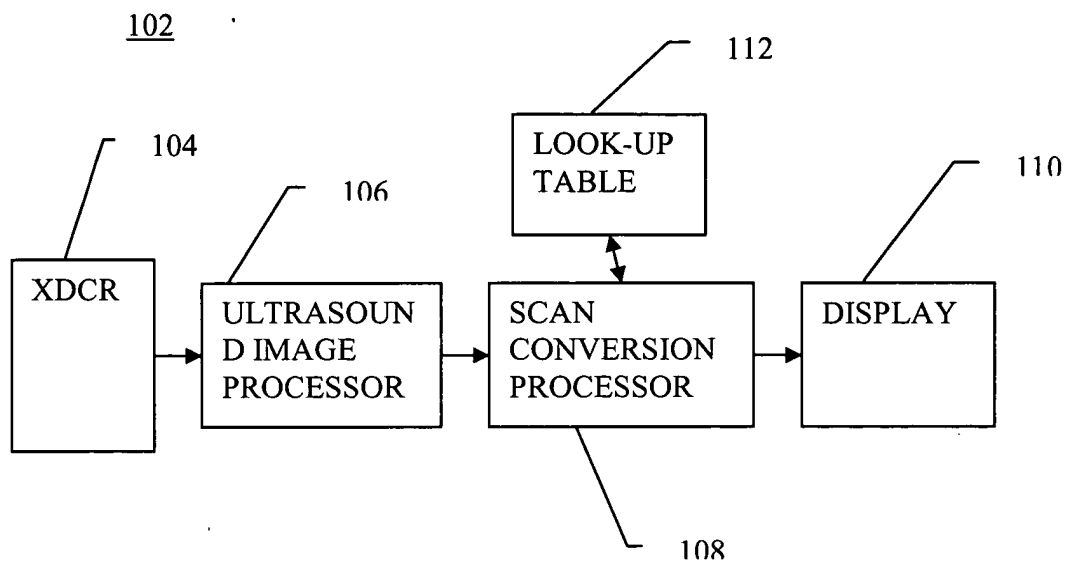 102
112
104
LOOK-UP
TABLE
110
106
XDCR
ULTRASOUN
D IMAGE
PROCESSOR
SCAN
CONVERSION
PROCESSOR
DISPLAY
108